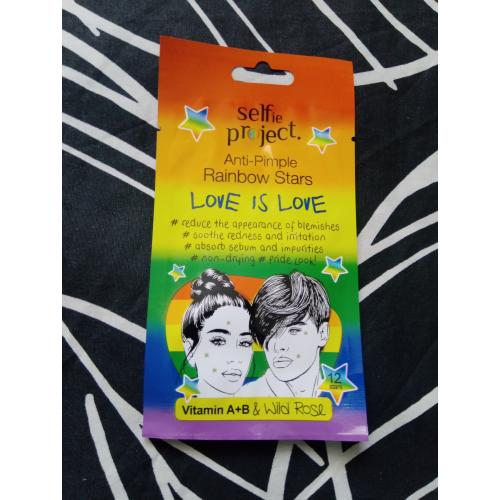 selfie
project.
Anti-Pimple
Rainbow Stars
LOVE IS LOVE
# reduce the appearance of blemishes
# soothe redness and irritation
# absorb sebum and impurities
# non-drying # pride look!
12
Vitamin A+B & Wild Rose